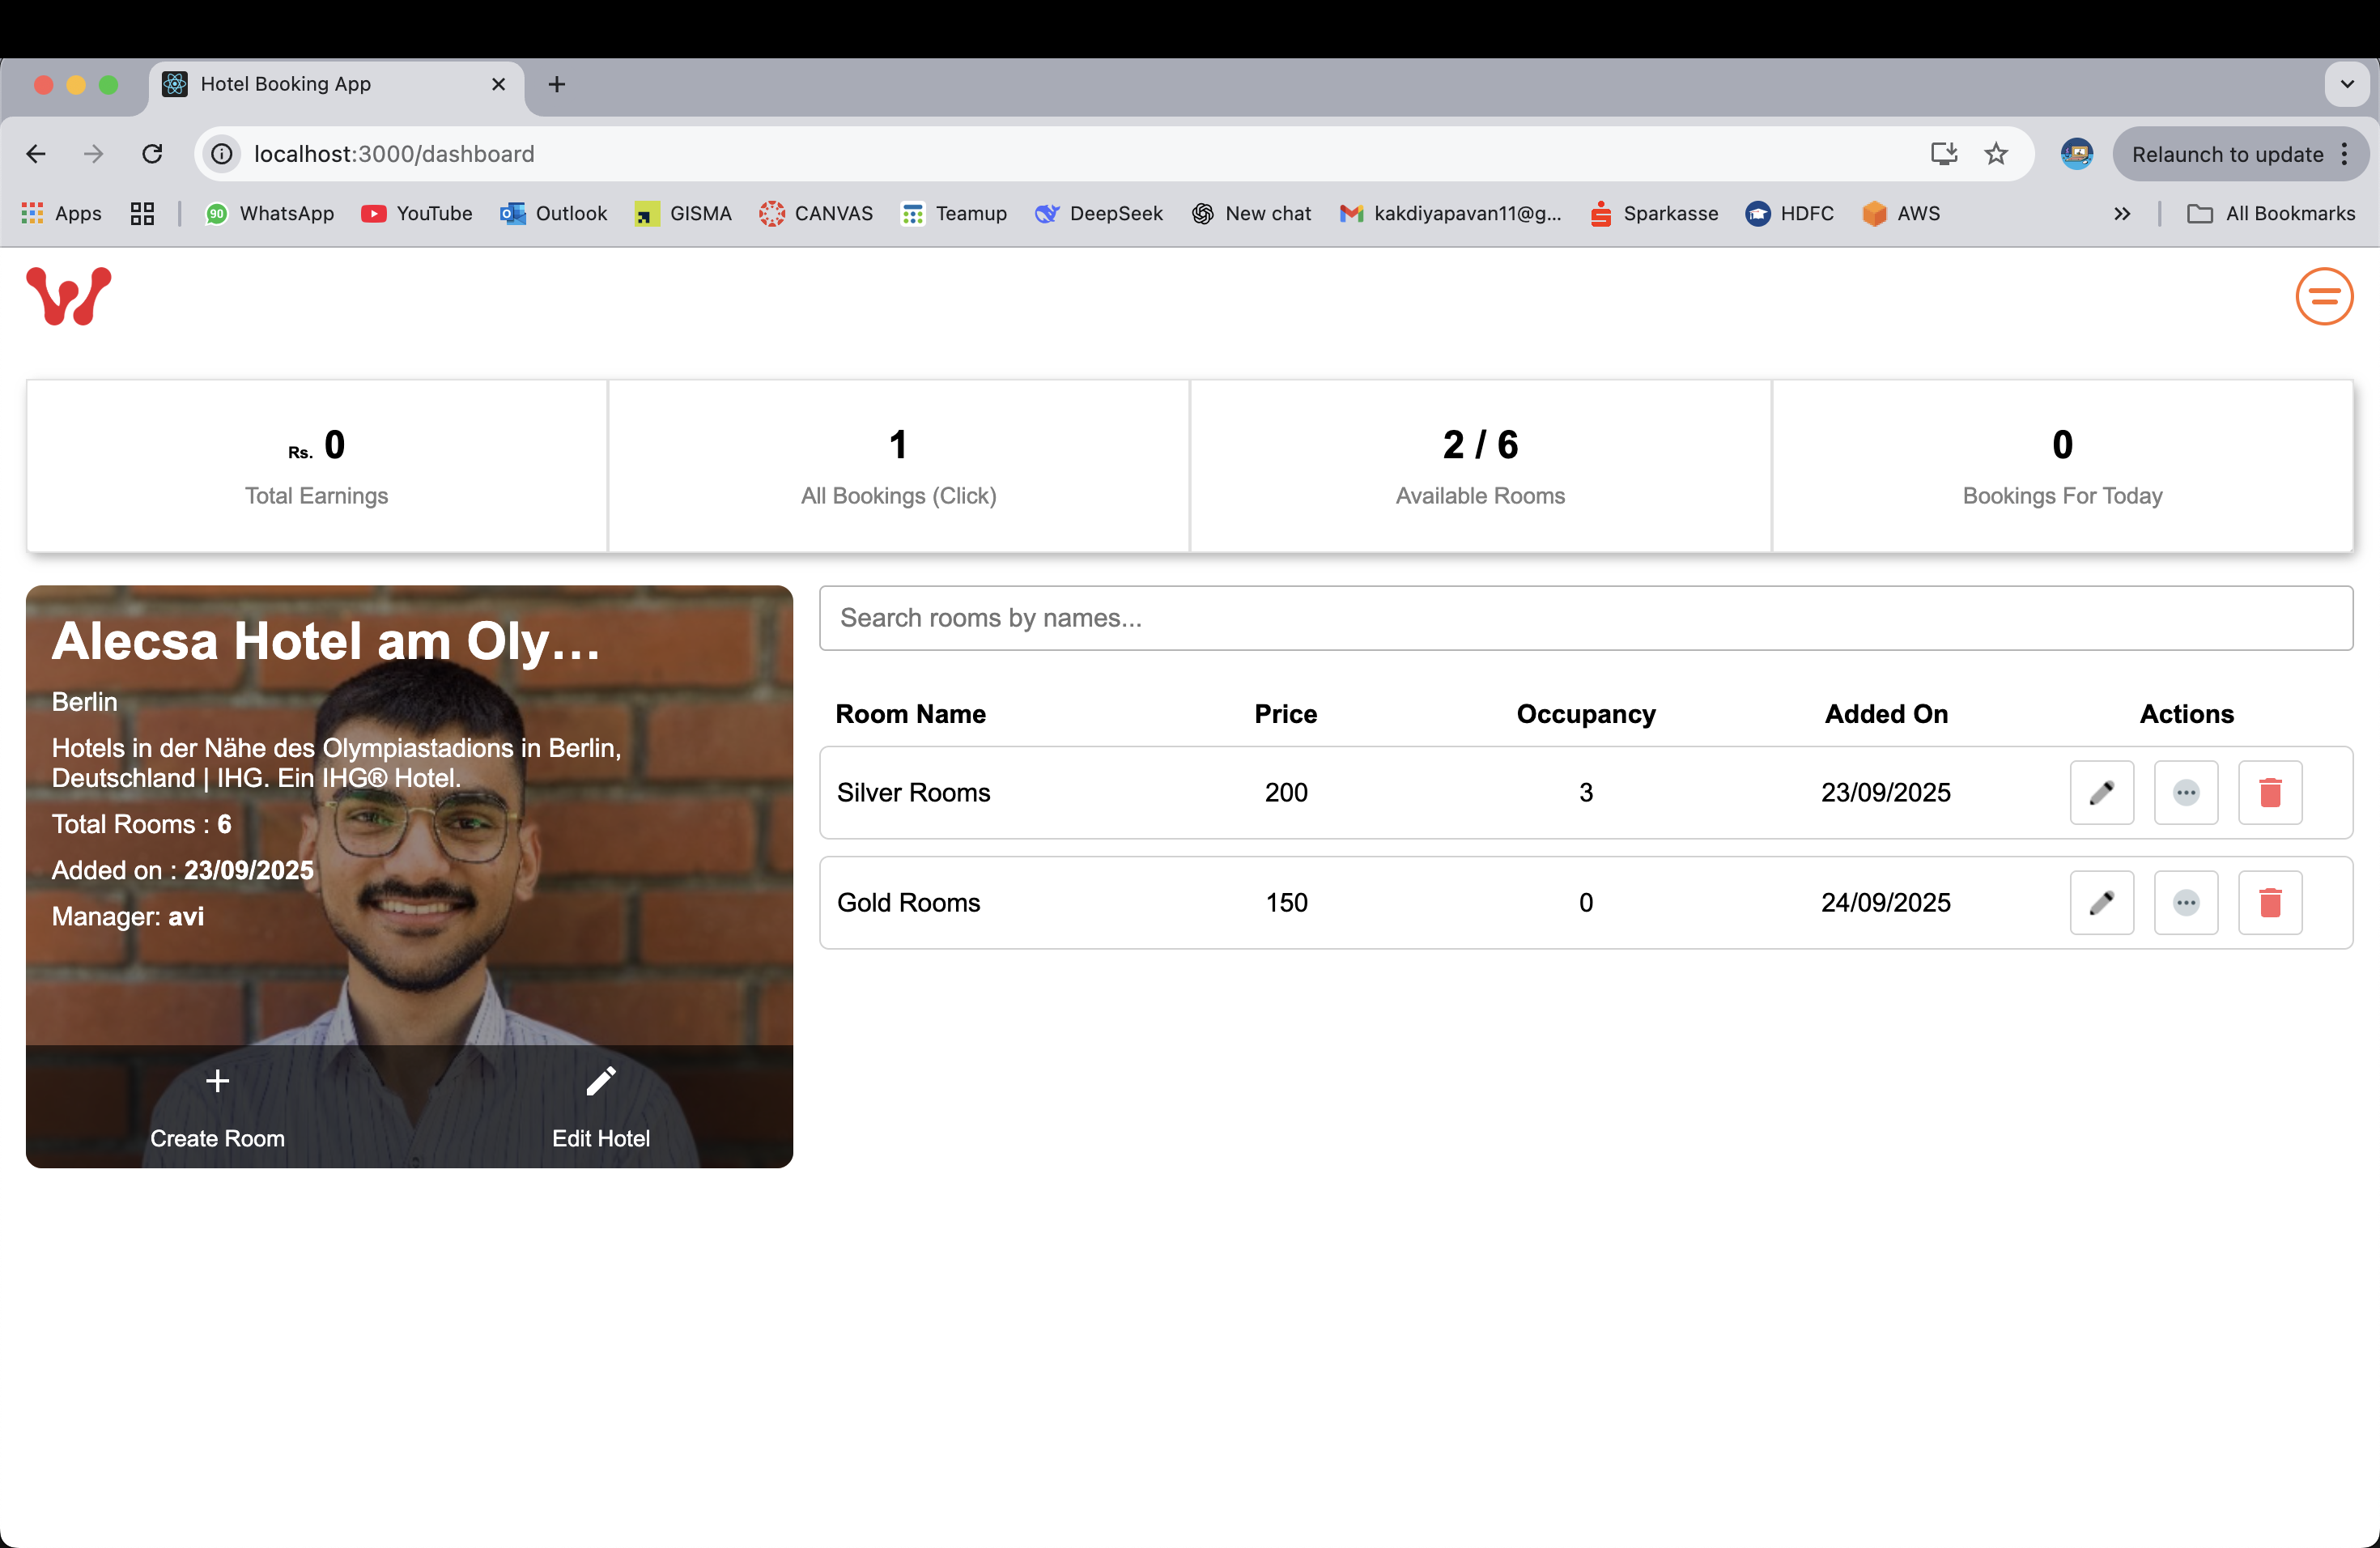 Hotel Booking App
localhost:3000/dashboard
Relaunch to update
Apps
90 WhatsApp
YouTube
Outlook
GISMA
CANVAS
Teamup
DeepSeek
New chat
kakdiyapavan11@g...
Sparkasse
HDFC
AWS
All Bookmarks
Rs. 0
Total Earnings
1
All Bookings (Click)
2 / 6
Available Rooms
0
Bookings For Today
Alecsa Hotel am Oly...
Berlin
Hotels in der Nähe des Olympiastadions in Berlin,
Deutschland | IHG. Ein IHG® Hotel.
Total Rooms : 6
Added on : 23/09/2025
Manager: avi
Create Room
Edit Hotel
Search rooms by names...
Room Name Price Occupancy Added On Actions
Silver Rooms 200 3 23/09/2025
Gold Rooms 150 0 24/09/2025